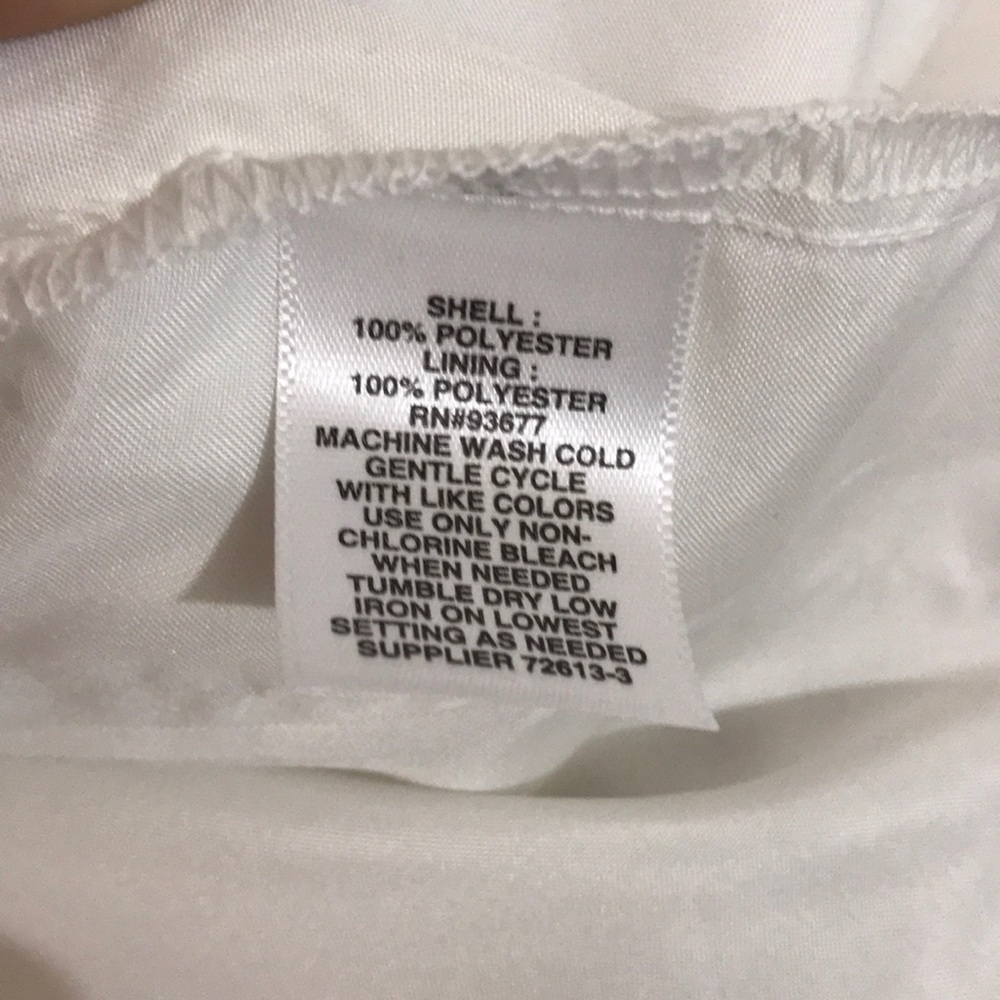 SHELL :
100% POLYESTER
LINING :
100% POLYESTER
RN#93677
MACHINE WASH COLD
GENTLE CYCLE
WITH LIKE COLORS
USE ONLY NON-
CHLORINE BLEACH
WHEN NEEDED
TUMBLE DRY LOW
IRON ON LOWEST
SETTING AS NEEDED
SUPPLIER 72613-3